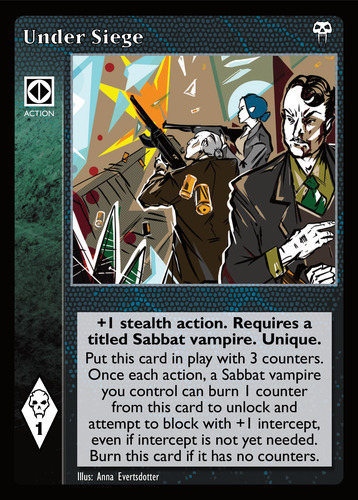 Under Siege
ACTION
+1 stealth action. Requires a
titled Sabbat vampire. Unique.
Put this card in play with 3 counters.
Once each action, a Sabbat vampire
you control can burn 1 counter
from this card to unlock and
attempt to block with +1 intercept,
even if intercept is not yet needed.
Burn this card if it has no counters.
1
Illus: Anna Evertsdotter